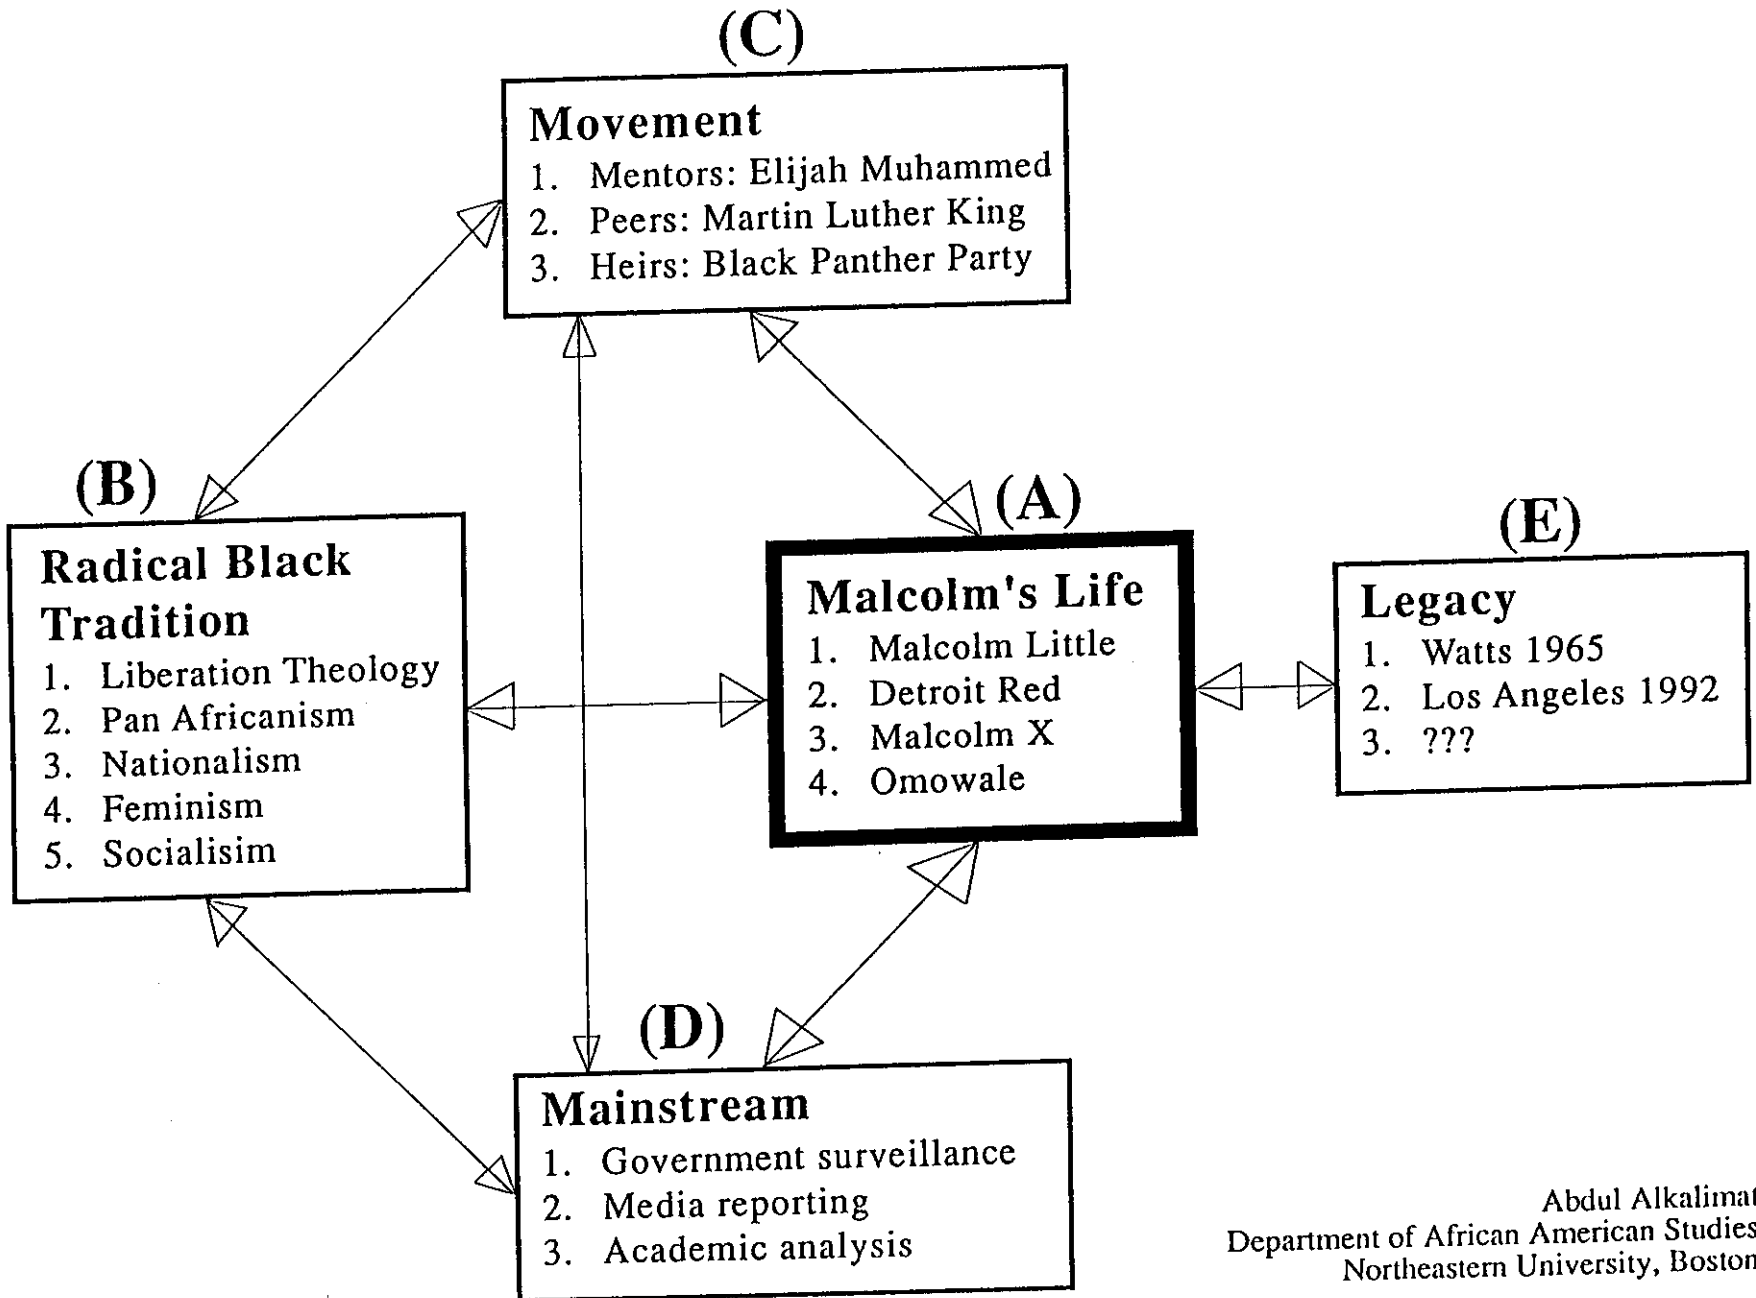 (C)
Movement
1. Mentors: Elijah Muhammed
2. Peers: Martin Luther King
3. Heirs: Black Panther Party
(B)
Radical Black
Tradition
1. Liberation Theology
2. Pan Africanism
3. Nationalism
4. Feminism
5. Socialisim
(A)
Malcolm's Life
1. Malcolm Little
2. Detroit Red
3. Malcolm X
4. Omowale
(E)
Legacy
1. Watts 1965
2. Los Angeles 1992
3. ???
(D)
Mainstream
1. Government surveillance
2. Media reporting
3. Academic analysis
Abdul Alkalimat
Department of African American Studies
Northeastern University, Boston